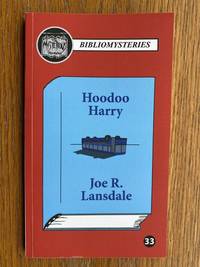 BIBLIOMYSTERIES
Hoodoo
Harry
Joe R.
Lansdale
33